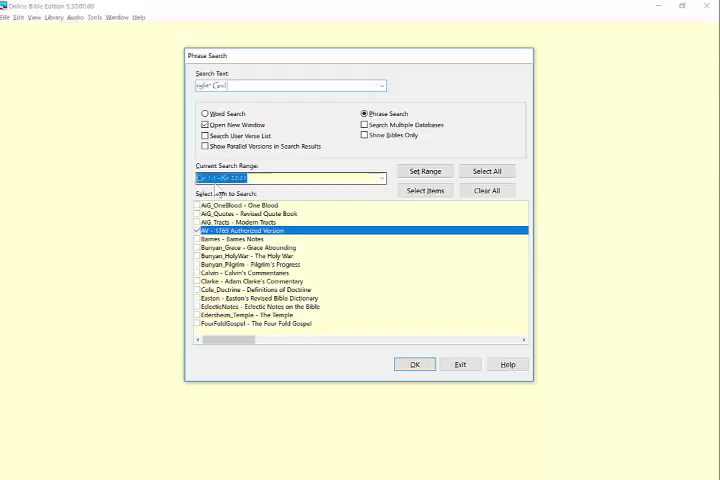 Online Bible Edition 5.50.00.00
File Edit View Library Audio Tools Window Help
Phrase Search
Search Text:
Word Search
Phrase Search
Open New Window
Search Multiple Databases
Search User Verse List
Show Bibles Only
Show Parallel Versions in Search Results
Current Search Range:
Set Range
Select All
Select Items
Clear All
to Search:
AiG_OneBlood - One Blood
AiG_Quotes - Revised Quote Book
AiG_Tracts - Modern Tracts
AV - 1769 Authorized Version
Barnes - Barnes Notes
Bunyan_Grace - Grace Abounding
Bunyan_HolyWar - The Holy War
Bunyan_Pilgrim - Pilgrim's Progress
Calvin - Calvin's Commentaries
Clarke - Adam Clarke's Commentary
Cole_Doctrine - Definitions of Doctrine
Easton - Easton's Revised Bible Dictionary
EclecticNotes - Eclectic Notes on the Bible
Edersheim_Temple - The Temple
FourFoldGospel - The Four Fold Gospel
OK
Exit
Help